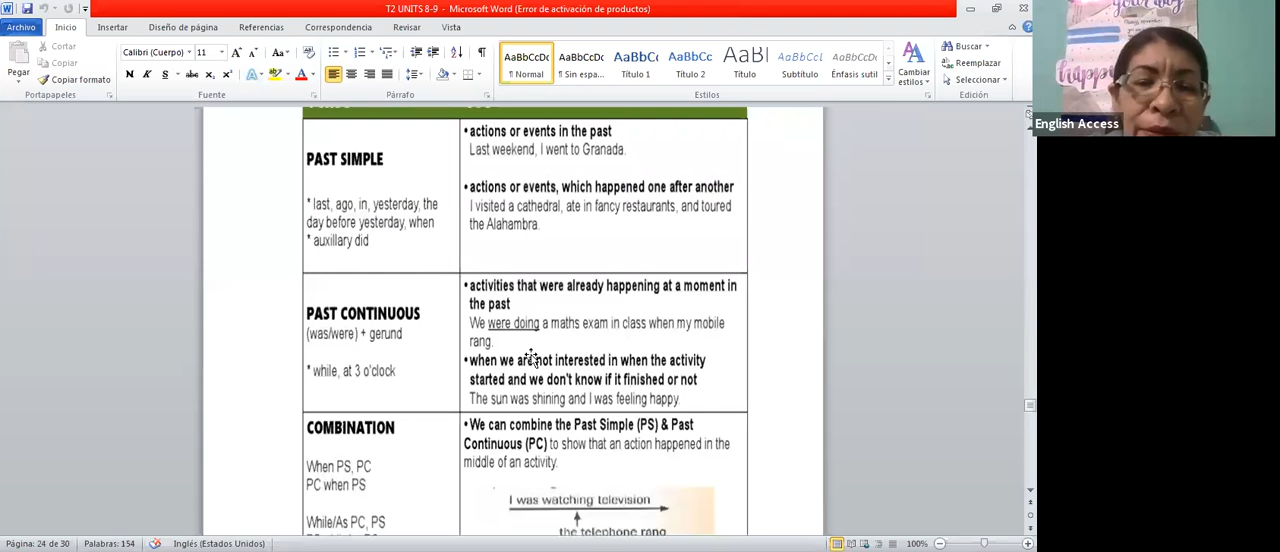 T2 UNITS 8-9 - Microsoft Word (Error de activación de productos)
Archivo Inicio Insertar Diseño de página Referencias Correspondencia Revisar Vista
Cortar
Copiar
Copiar formato
Pegar
Portapapeles
Calibri (Cuerpo) 11
Fuente
Párrafo
AaBbCcDc AaBbCcDc AaBbC( AaBbCc AaBl AaBbCc. AaBbCcDc
¶ Normal ¶ Sin espa... Título 1 Título 2 Título Subtítulo Énfasis sutil
Cambiar estilos
Estilos
Buscar
Reemplazar
Seleccionar
Edición
English Access
PAST SIMPLE
* last, ago, in, yesterday, the
day before yesterday, when
* auxillary did
• actions or events in the past
Last weekend, I went to Granada.
• actions or events, which happened one after another
I visited a cathedral, ate in fancy restaurants, and toured
the Alahambra.
PAST CONTINUOUS
(was/were) + gerund
* while, at 3 o'clock
• activities that were already happening at a moment in
the past
We were doing a maths exam in class when my mobile
rang.
• when we are not interested in when the activity
started and we don't know if it finished or not
The sun was shining and I was feeling happy.
COMBINATION
When PS, PC
PC when PS
While/As PC, PS
• We can combine the Past Simple (PS) & Past
Continuous (PC) to show that an action happened in the
middle of an activity.
I was watching television
the telephone rang
Página: 24 de 30 Palabras: 154 Inglés (Estados Unidos) 100%